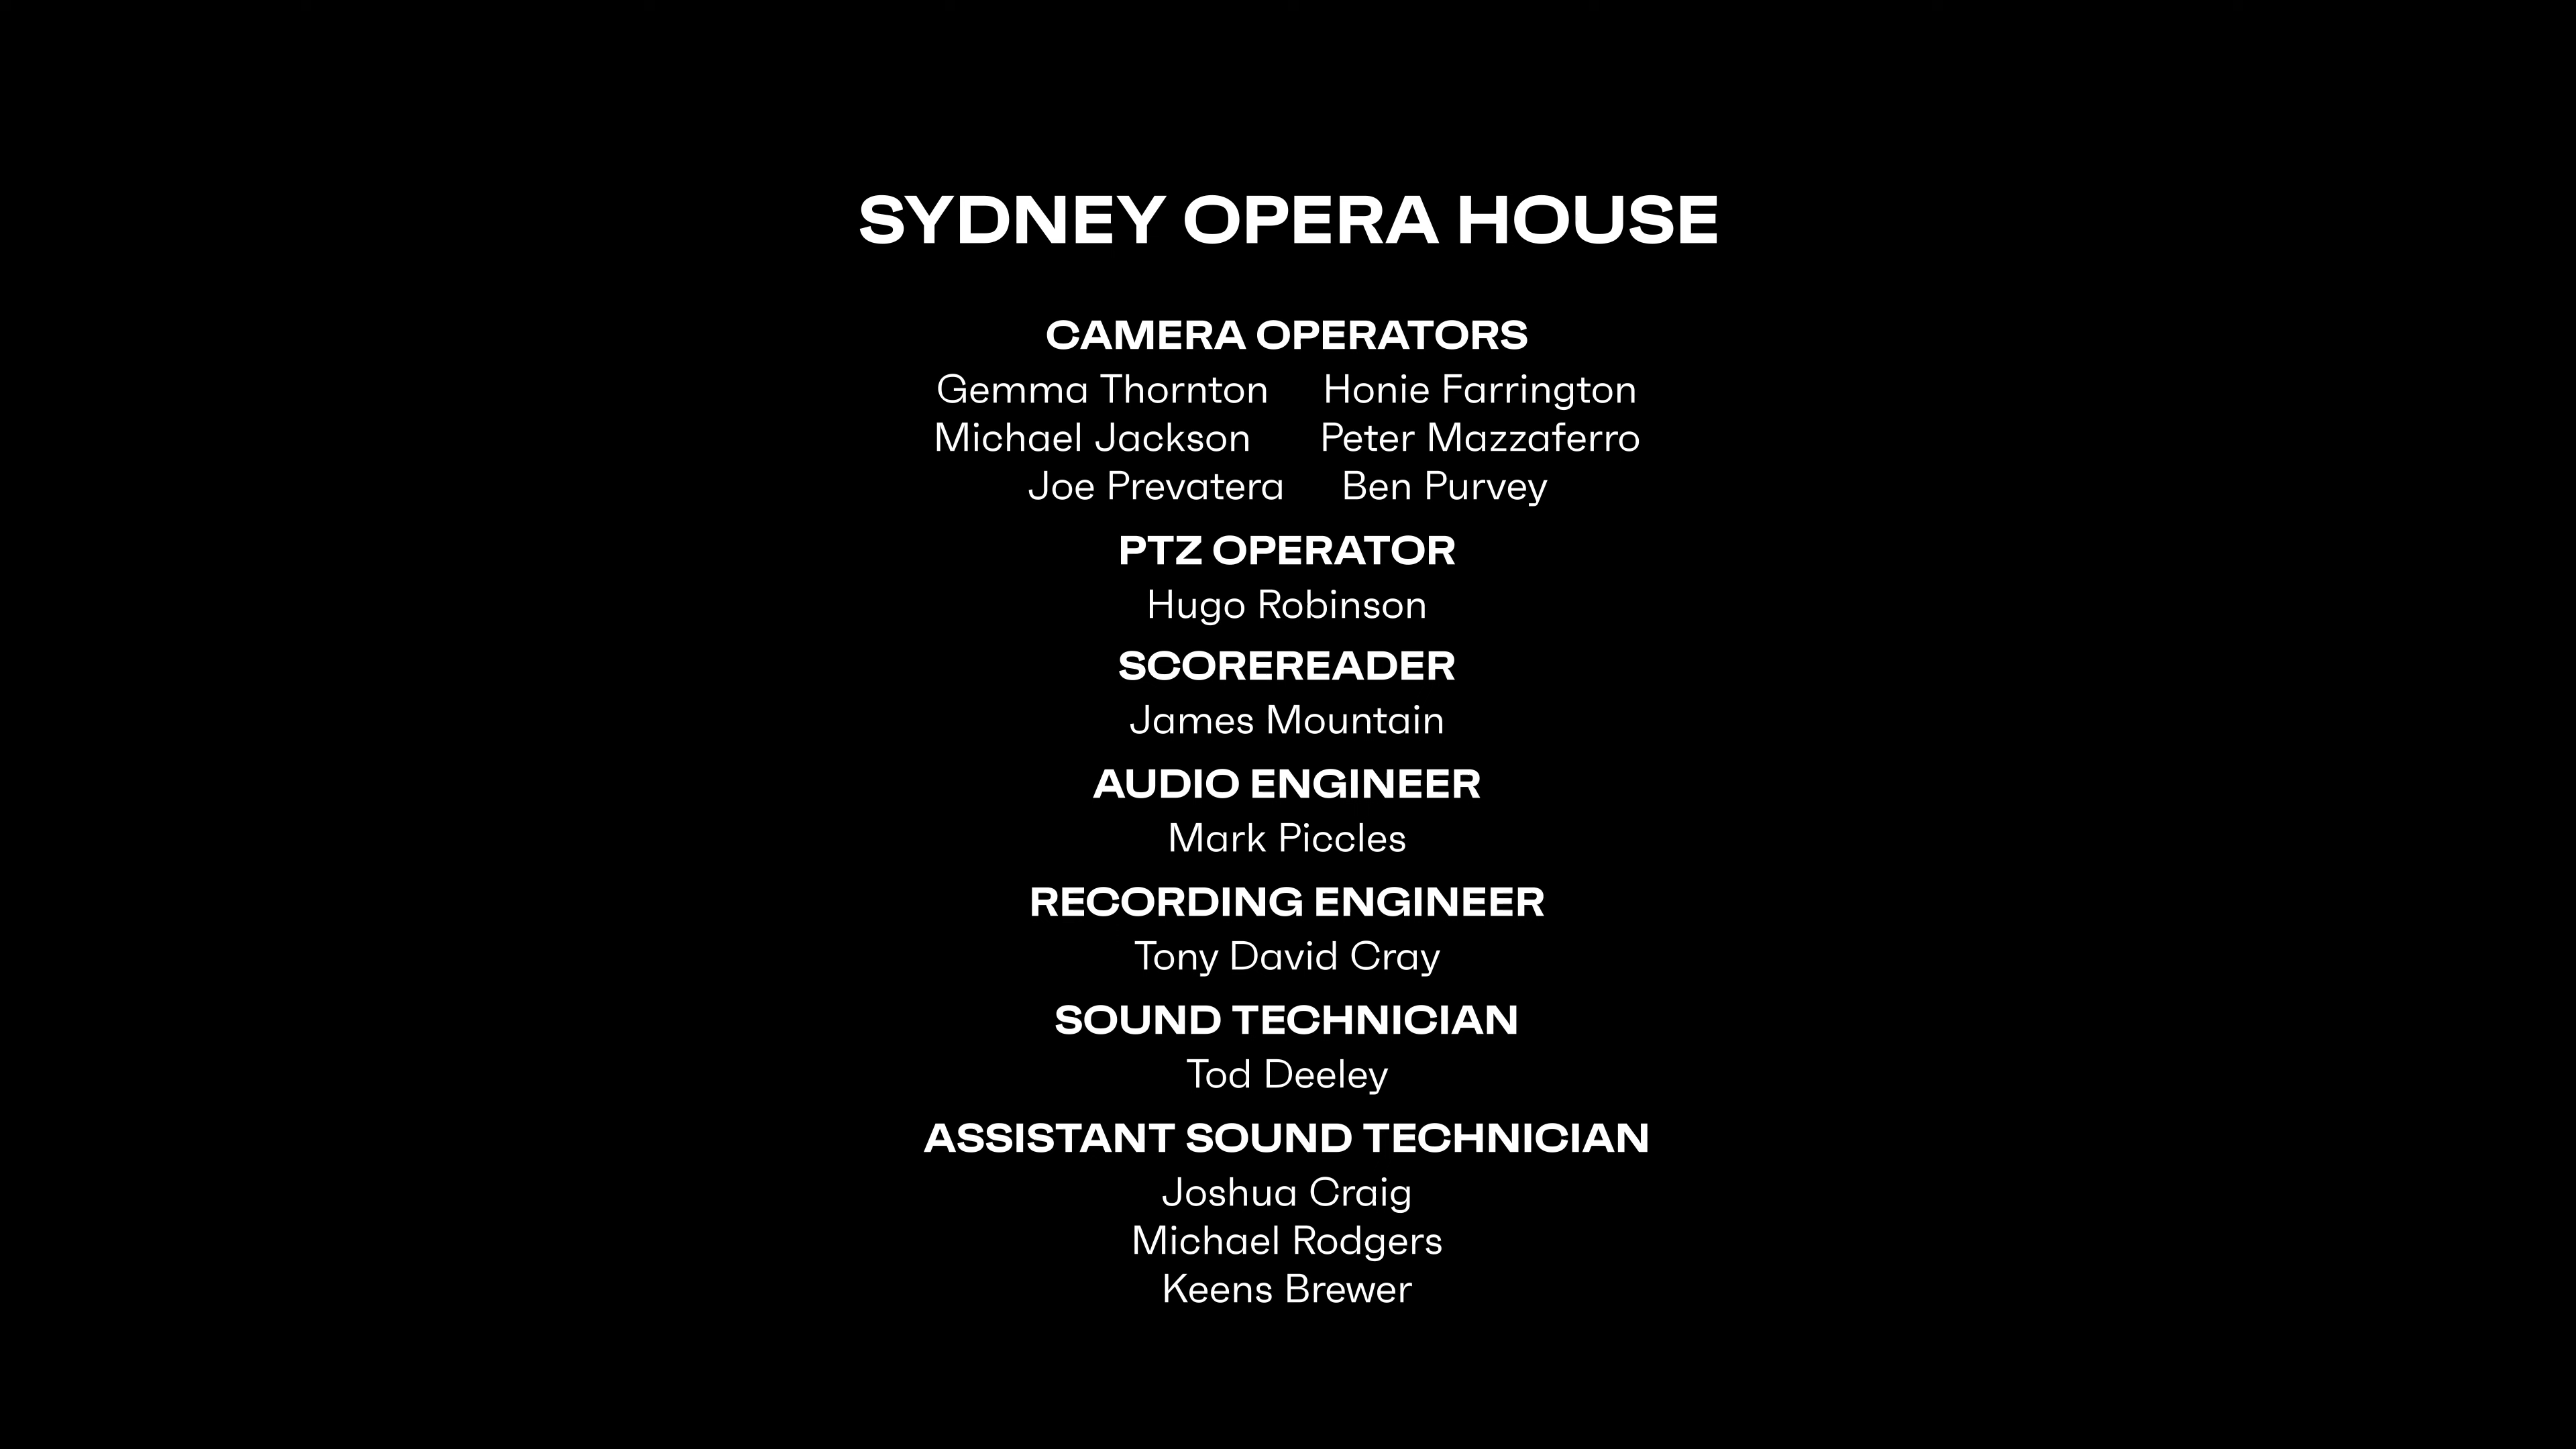 SYDNEY OPERA HOUSE
CAMERA OPERATORS
Gemma Thornton Honie Farrington
Michael Jackson Peter Mazzaferro
Joe Prevatera Ben Purvey
PTZ OPERATOR
Hugo Robinson
SCOREREADER
James Mountain
AUDIO ENGINEER
Mark Piccles
RECORDING ENGINEER
Tony David Cray
SOUND TECHNICIAN
Tod Deeley
ASSISTANT SOUND TECHNICIAN
Joshua Craig
Michael Rodgers
Keens Brewer